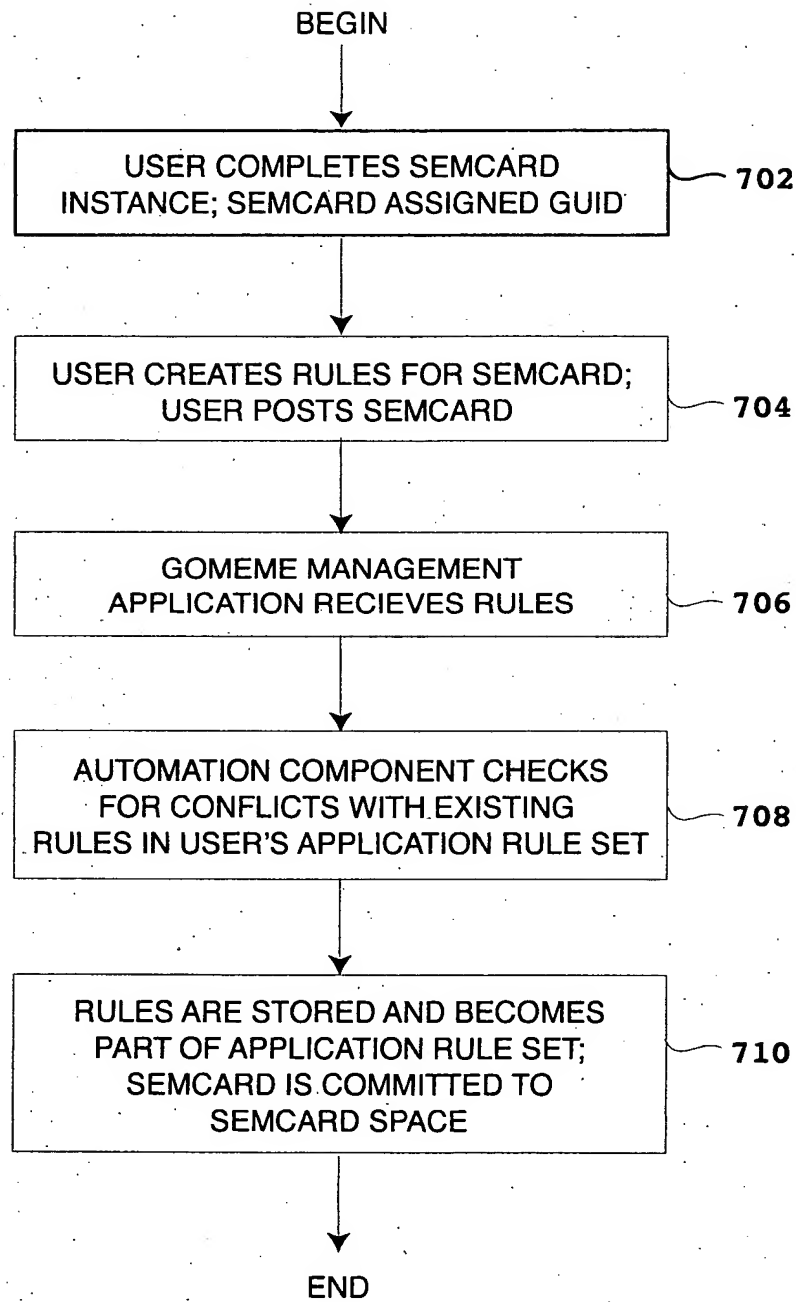 BEGIN
USER COMPLETES SEMCARD
INSTANCE; SEMCARD ASSIGNED GUID
702
USER CREATES RULES FOR SEMCARD;
USER POSTS SEMCARD
704
GOMEME MANAGEMENT
APPLICATION RECIEVES RULES
706
AUTOMATION COMPONENT CHECKS
FOR CONFLICTS WITH EXISTING
RULES IN USER'S APPLICATION RULE SET
708
RULES ARE STORED AND BECOMES
PART OF APPLICATION RULE SET;
SEMCARD IS COMMITTED TO
SEMCARD SPACE
710
END